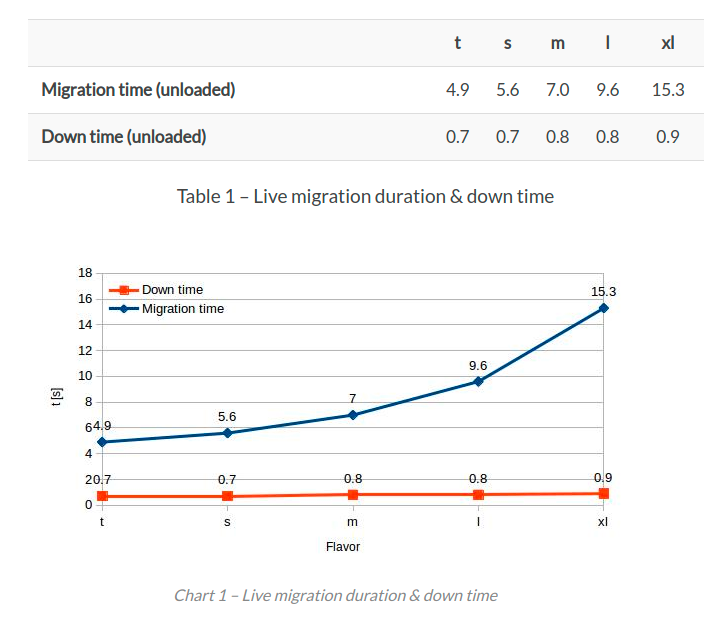 t s m l xl
Migration time (unloaded) 4.9 5.6 7.0 9.6 15.3
Down time (unloaded) 0.7 0.7 0.8 0.8 0.9
Table 1 – Live migration duration & down time
18
Down time
15.3
16
Migration time
14
12
9.6
10
t [s]
8
7
5.6
6
4.9
4
2
0.7 0.7 0.8 0.8 0.9
0
t s m l xl
Flavor
Chart 1 – Live migration duration & down time